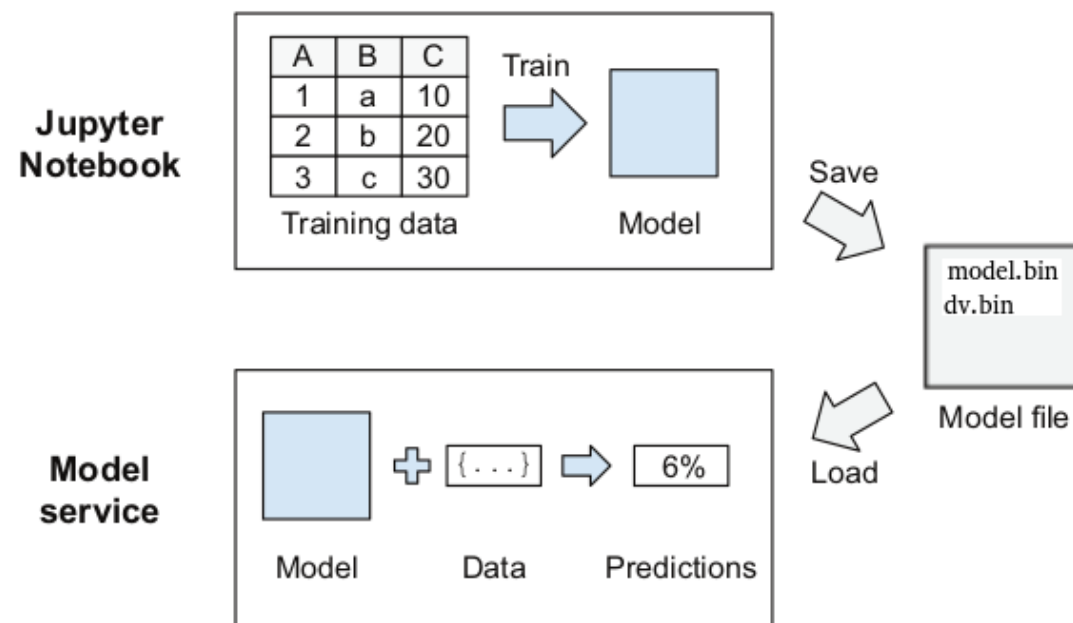 Jupyter
Notebook
A B C
1 a 10
2 b 20
3 c 30
Training data
Train
Model
Save
model.bin
dv.bin
Model file
Load
Model
service
{...}
6%
Model
Data
Predictions